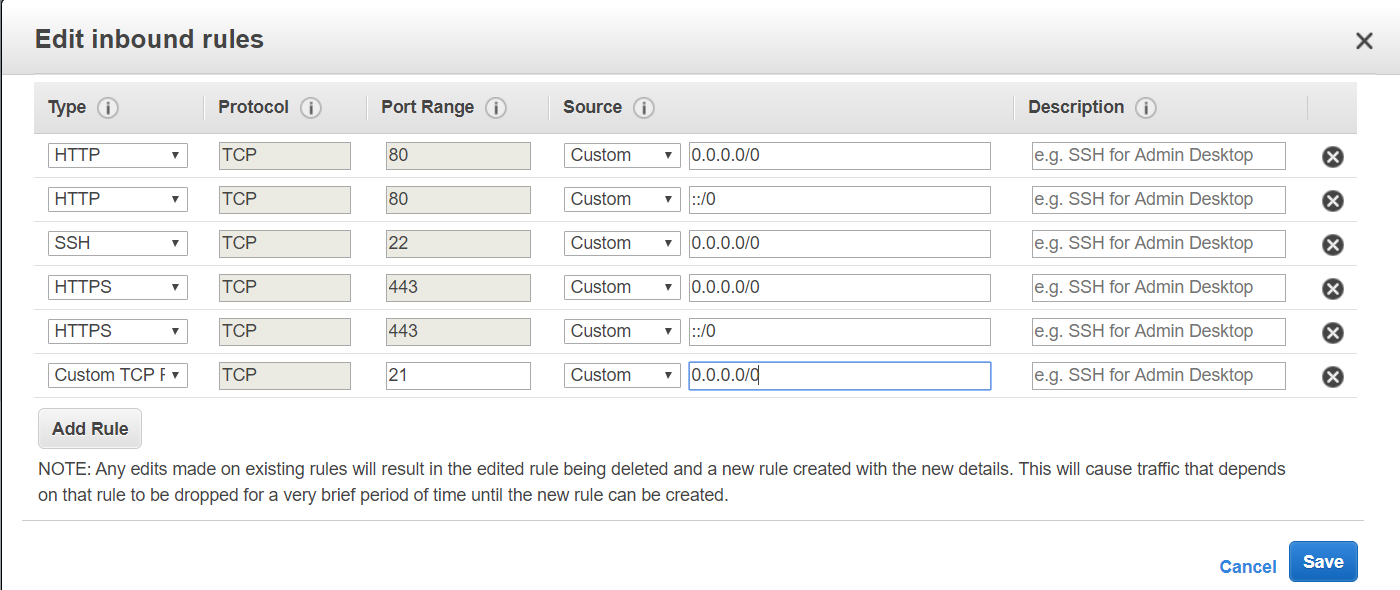 Edit inbound rules
Type Protocol Port Range Source Description
HTTP TCP 80 Custom 0.0.0.0/0 e.g. SSH for Admin Desktop
HTTP TCP 80 Custom ::/0 e.g. SSH for Admin Desktop
SSH TCP 22 Custom 0.0.0.0/0 e.g. SSH for Admin Desktop
HTTPS TCP 443 Custom 0.0.0.0/0 e.g. SSH for Admin Desktop
HTTPS TCP 443 Custom ::/0 e.g. SSH for Admin Desktop
Custom TCP F TCP 21 Custom 0.0.0.0/0 e.g. SSH for Admin Desktop
Add Rule
NOTE: Any edits made on existing rules will result in the edited rule being deleted and a new rule created with the new details. This will cause traffic that depends
on that rule to be dropped for a very brief period of time until the new rule can be created.
Cancel Save